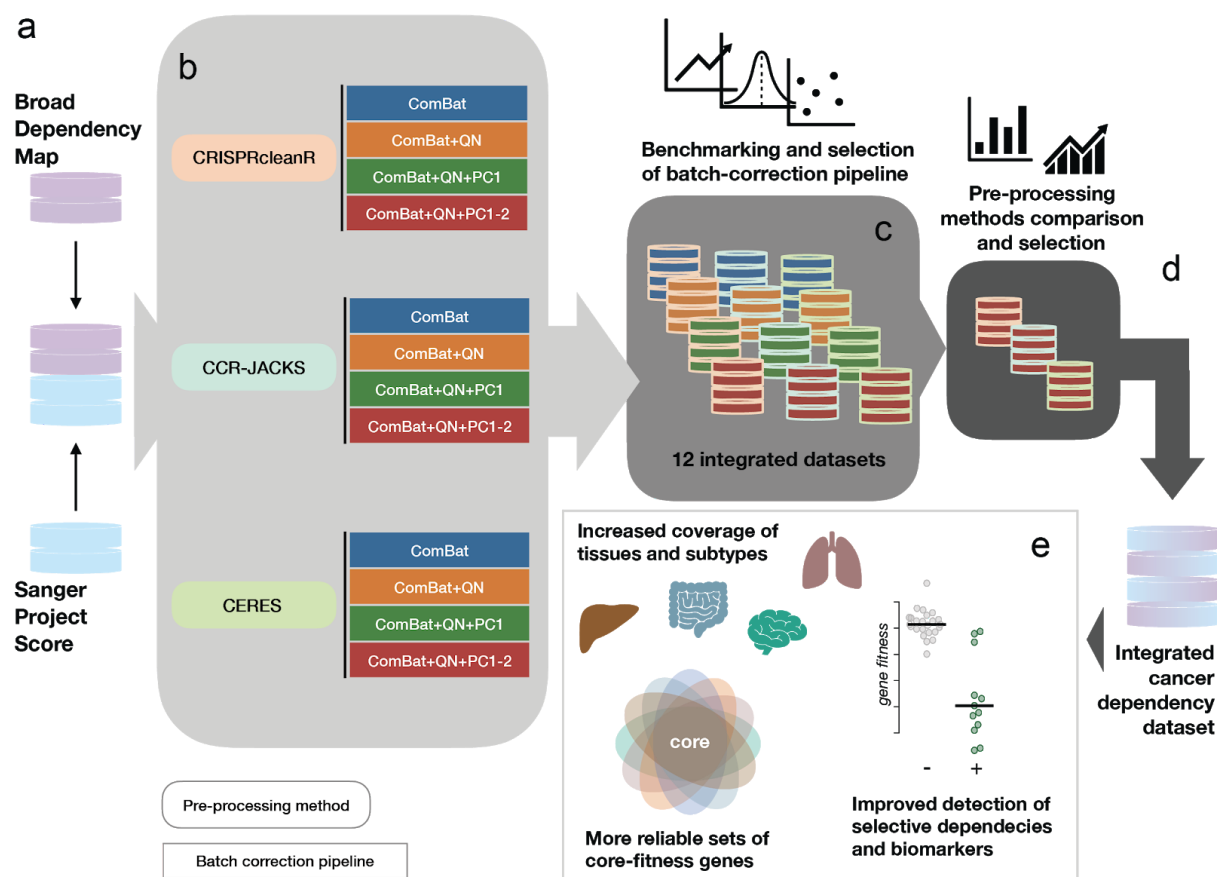 a
Broad
Dependency
Map
Sanger
Project
Score
b
CRISPRcleanR
ComBat
ComBat+QN
ComBat+QN+PC1
ComBat+QN+PC1-2
CCR-JACKS
ComBat
ComBat+QN
ComBat+QN+PC1
ComBat+QN+PC1-2
CERES
ComBat
ComBat+QN
ComBat+QN+PC1
ComBat+QN+PC1-2
Pre-processing method
Batch correction pipeline
Benchmarking and selection
of batch-correction pipeline
c
12 integrated datasets
Pre-processing
methods comparison
and selection
d
Integrated
cancer
dependency
dataset
e
Increased coverage of
tissues and subtypes
core
More reliable sets of
core-fitness genes
gene fitness
- +
Improved detection of
selective dependecies
and biomarkers